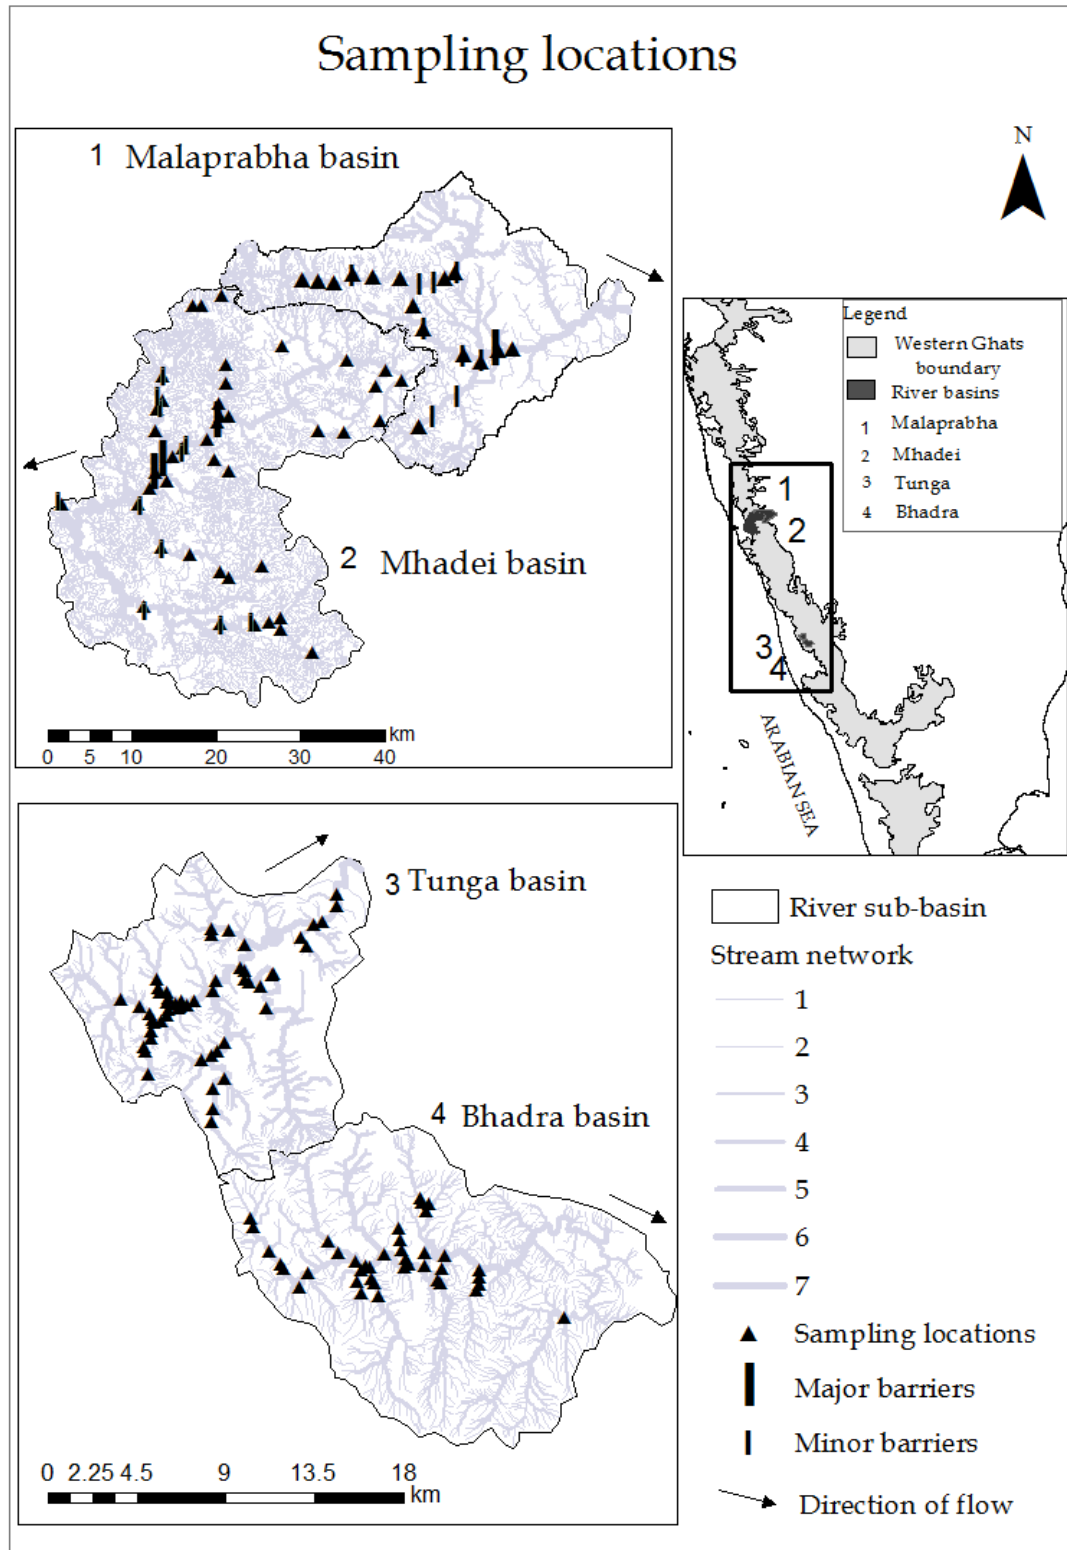 Sampling locations
1 Malaprabha basin
2 Mhadei basin
km
0 5 10 20 30 40
N
Legend
Western Ghats
boundary
River basins
1 Malaprabha
2 Mhadei
3 Tunga
4 Bhadra
1
2
3
4
ARABIAN SEA
3 Tunga basin
4 Bhadra basin
0 2.25 4.5 9 13.5 18
km
River sub-basin
Stream network
1
2
3
4
5
6
7
Sampling locations
Major barriers
Minor barriers
Direction of flow